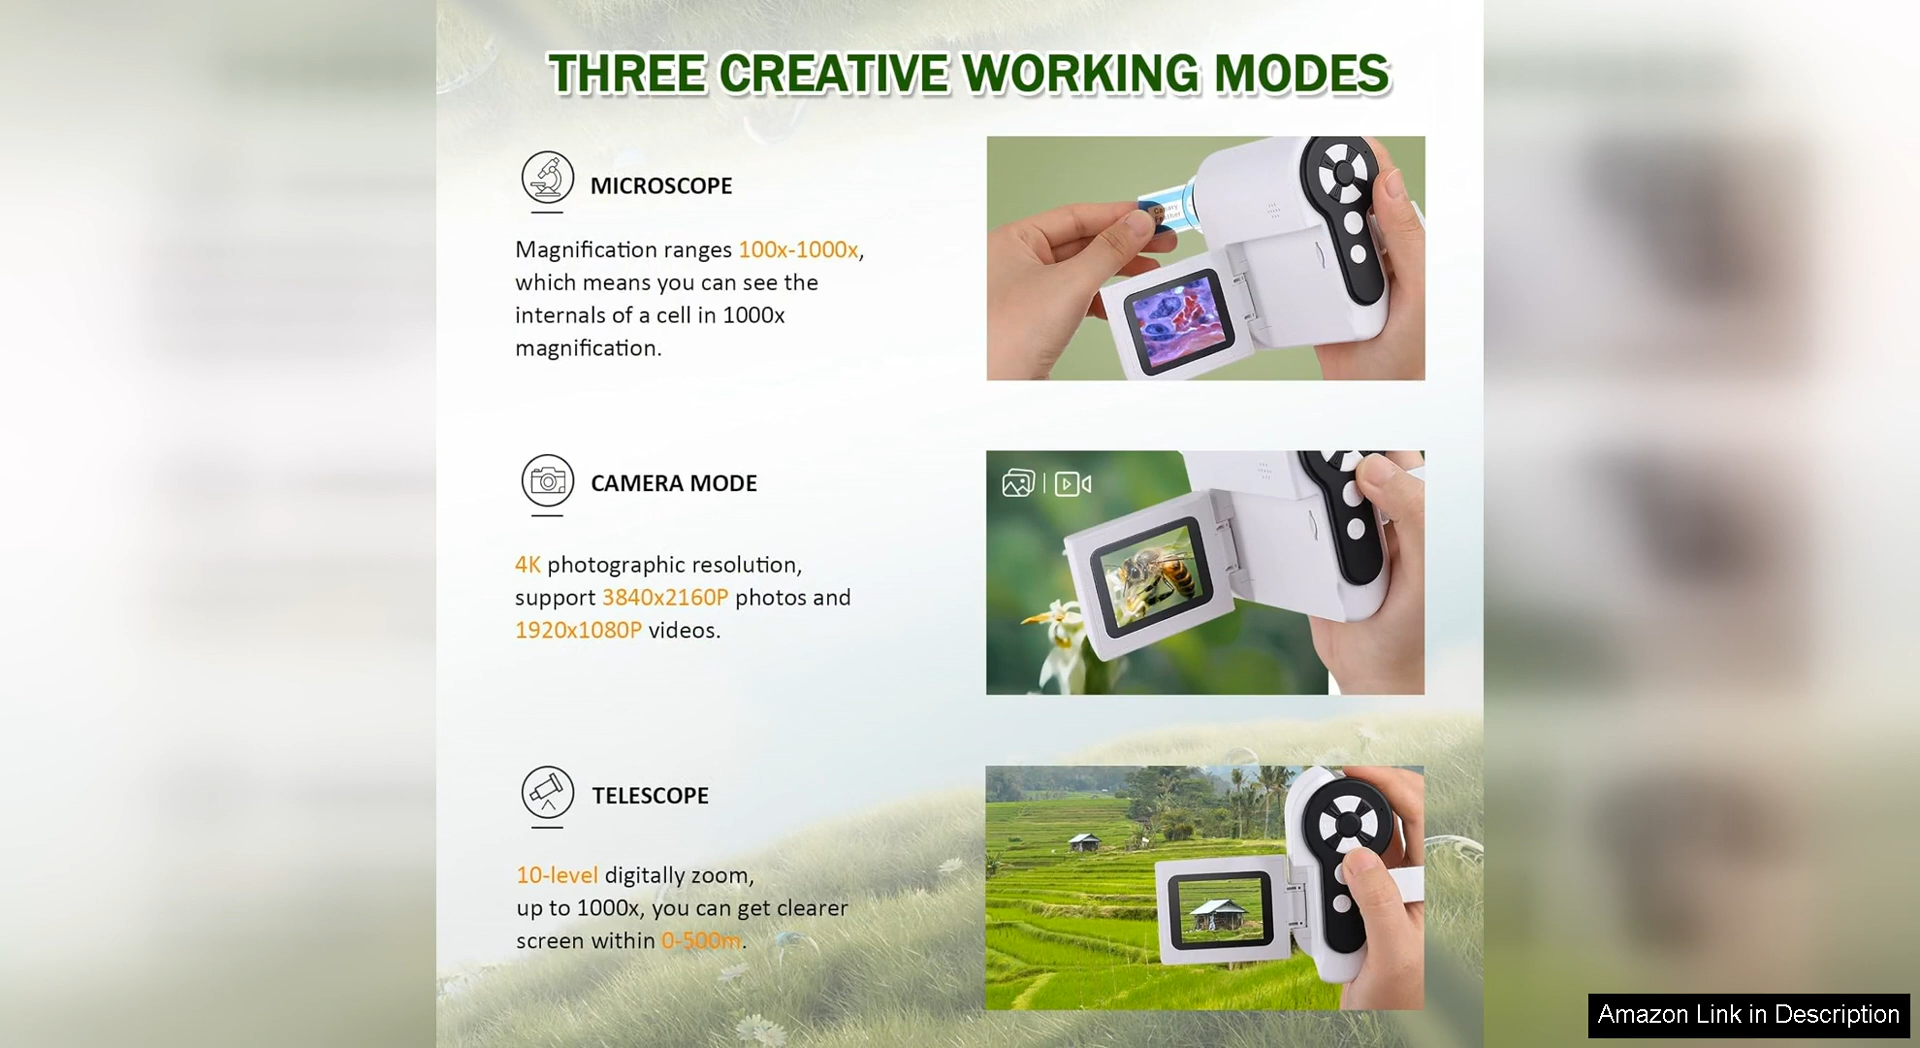 THREE CREATIVE WORKING MODES
MICROSCOPE
Magnification ranges 100x-1000x,
which means you can see the
internals of a cell in 1000x
magnification.
CAMERA MODE
4K photographic resolution,
support 3840x2160P photos and
1920x1080P videos.
TELESCOPE
10-level digitally zoom,
up to 1000x, you can get clearer
screen within 0-500m.
Amazon Link in Description